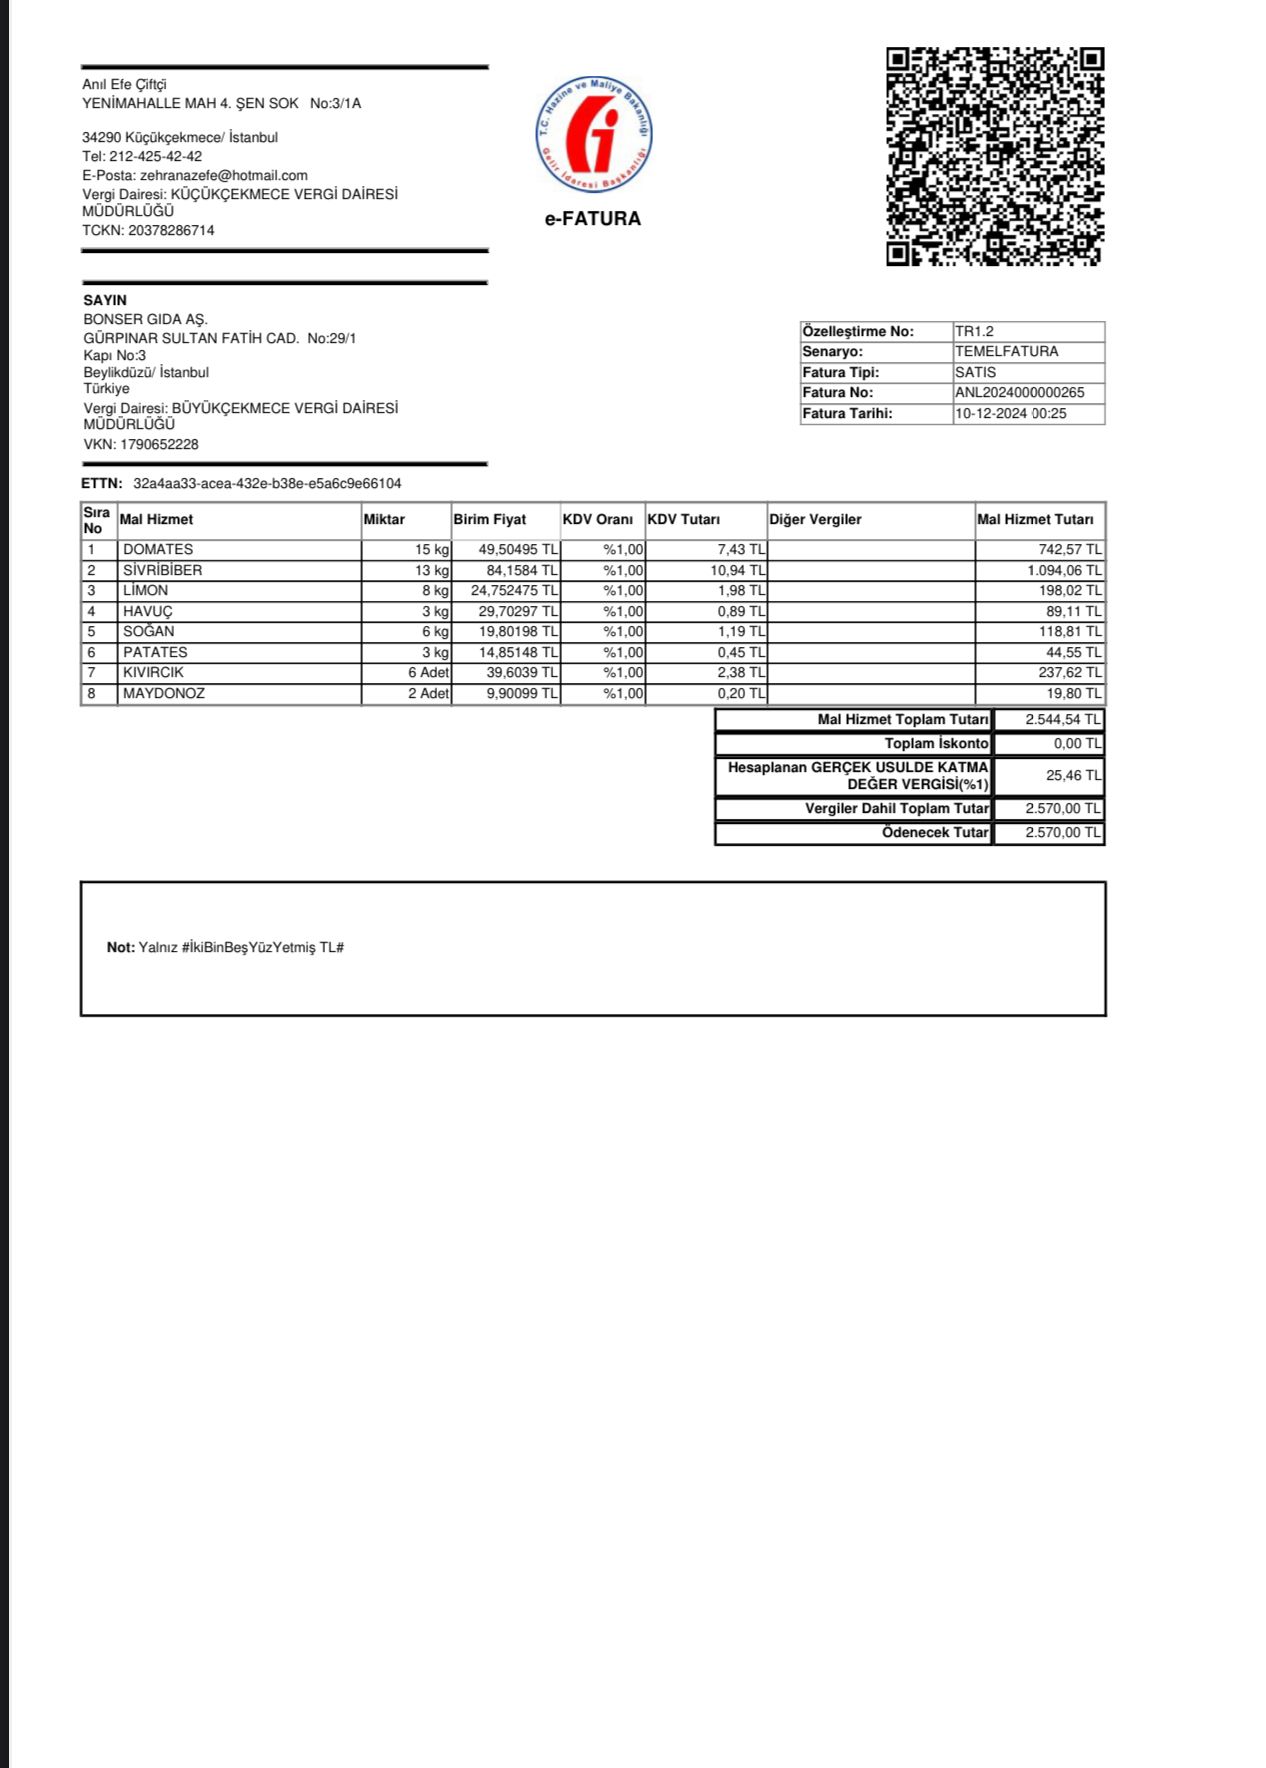 Anıl Efe Çiftçi
YENİMAHALLE MAH 4. ŞEN SOK No:3/1A
34290 Küçükçekmece/ İstanbul
Tel: 212-425-42-42
E-Posta: zehranazefe@hotmail.com
Vergi Dairesi: KÜÇÜKÇEKMECE VERGİ DAİRESİ
MÜDÜRLÜĞÜ
TCKN: 20378286714
T.C. Hazine ve Maliye Bakanlığı
Gelir İdaresi Başkanlığı
e-FATURA
SAYIN
BONSER GIDA AŞ.
GÜRPINAR SULTAN FATİH CAD. No:29/1
Kapı No:3
Beylikdüzü/ İstanbul
Türkiye
Vergi Dairesi: BÜYÜKÇEKMECE VERGİ DAİRESİ
MÜDÜRLÜĞÜ
VKN: 1790652228
Özelleştirme No: TR1.2
Senaryo: TEMELFATURA
Fatura Tipi: SATIS
Fatura No: ANL2024000000265
Fatura Tarihi: 10-12-2024 00:25
ETTN: 32a4aa33-acea-432e-b38e-e5a6c9e66104
Sıra No Mal Hizmet Miktar Birim Fiyat KDV Oranı KDV Tutarı Diğer Vergiler Mal Hizmet Tutarı
1 DOMATES 15 kg 49,50495 TL %1,00 7,43 TL 742,57 TL
2 SİVRİBİBER 13 kg 84,1584 TL %1,00 10,94 TL 1.094,06 TL
3 LİMON 8 kg 24,752475 TL %1,00 1,98 TL 198,02 TL
4 HAVUÇ 3 kg 29,70297 TL %1,00 0,89 TL 89,11 TL
5 SOĞAN 6 kg 19,80198 TL %1,00 1,19 TL 118,81 TL
6 PATATES 3 kg 14,85148 TL %1,00 0,45 TL 44,55 TL
7 KIVIRCIK 6 Adet 39,6039 TL %1,00 2,38 TL 237,62 TL
8 MAYDONOZ 2 Adet 9,90099 TL %1,00 0,20 TL 19,80 TL
Mal Hizmet Toplam Tutarı 2.544,54 TL
Toplam İskonto 0,00 TL
Hesaplanan GERÇEK USULDE KATMA
DEĞER VERGİSİ(%1) 25,46 TL
Vergiler Dahil Toplam Tutar 2.570,00 TL
Ödenecek Tutar 2.570,00 TL
Not: Yalnız #İkiBinBeşYüzYetmiş TL#